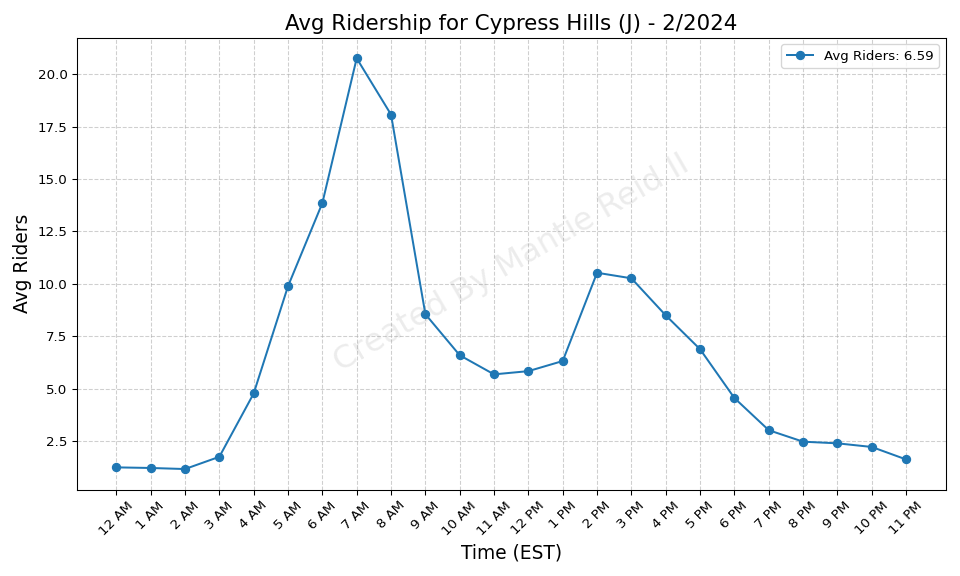 Avg Ridership for Cypress Hills (J) - 2/2024
Avg Riders: 6.59
Avg Riders
20.0
17.5
15.0
12.5
10.0
7.5
5.0
2.5
Created By Mantie Reid II
12 AM
1 AM
2 AM
3 AM
4 AM
5 AM
6 AM
7 AM
8 AM
9 AM
10 AM
11 AM
12 PM
1 PM
2 PM
3 PM
4 PM
5 PM
6 PM
7 PM
8 PM
9 PM
10 PM
11 PM
Time (EST)